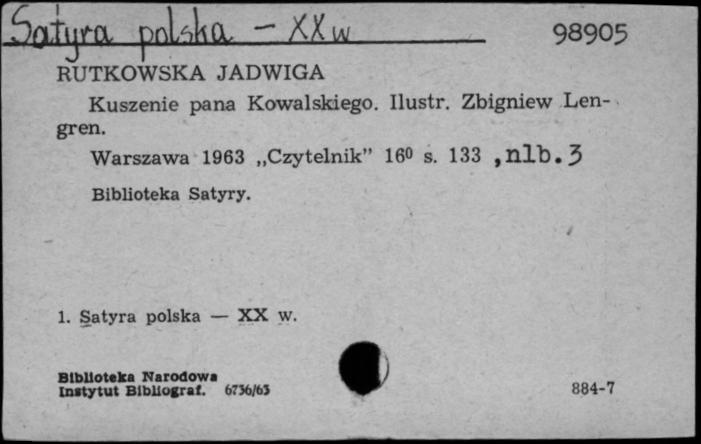 Satyra polska - XX w
98905
RUTKOWSKA JADWIGA
Kuszenie pana Kowalskiego. Ilustr. Zbigniew Len-
gren.
Warszawa 1963 „Czytelnik” 16⁰ s. 133 ,nlb.3
Biblioteka Satyry.
1. Satyra polska — XX w.
Biblioteka Narodowa
Instytut Bibliograf. 6736/63
884-7